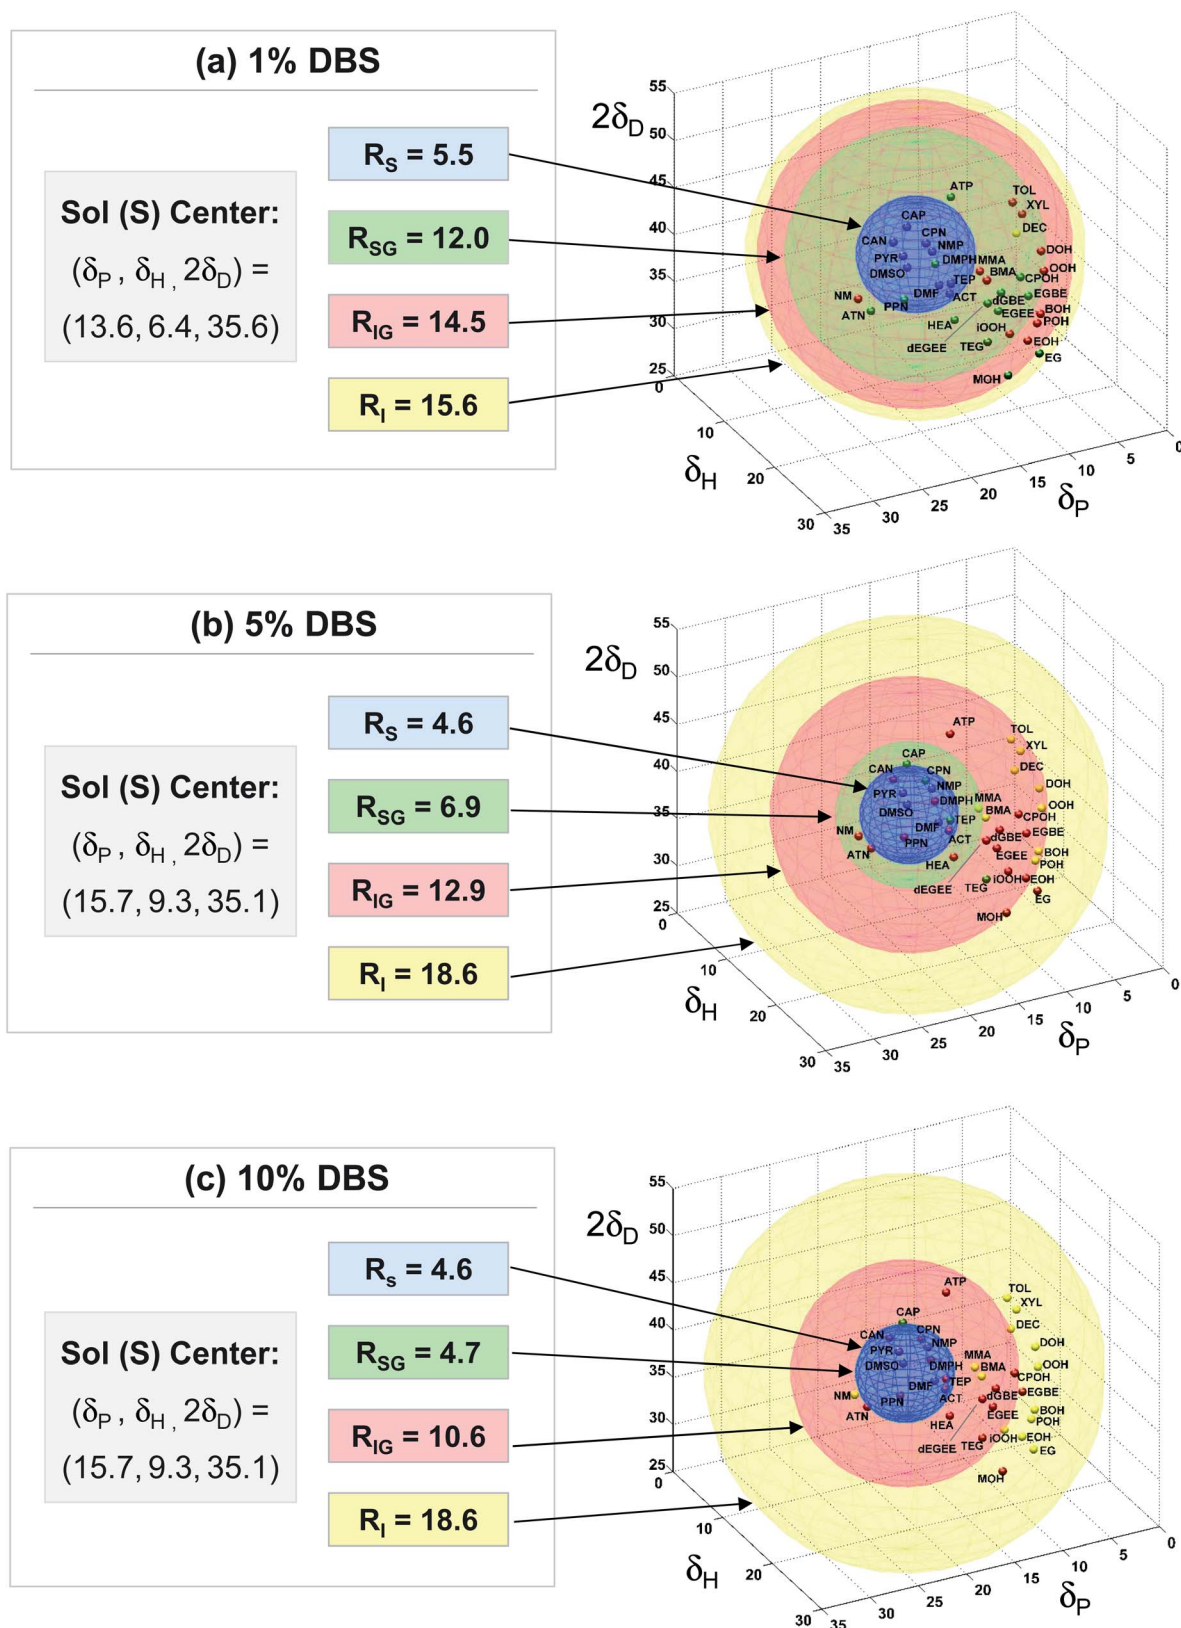 (a) 1% DBS
Sol (S) Center:
(δP , δH , 2δD) =
(13.6, 6.4, 35.6)
RS = 5.5
RSG = 12.0
RIG = 14.5
RI = 15.6
2δD
55
50
45
40
35
30
25
0
10
20
30
δH
35
30
25
20
15
10
5
0
δP
ATP
TOL
XYL
DEC
CAP
CAN
CPN
NMP
DOH
PYR
DMPH
MMA
OOH
DMSO
BMA
CPOH
TEP
NM
DMF
dGBE
EGBE
PPN
ACT
EGEE
BOH
ATN
HEA
POH
iOOH
dEGEE
TEG
EOH
EG
MOH
(b) 5% DBS
Sol (S) Center:
(δP , δH , 2δD) =
(15.7, 9.3, 35.1)
RS = 4.6
RSG = 6.9
RIG = 12.9
RI = 18.6
2δD
55
50
45
40
35
30
25
0
10
20
30
δH
35
30
25
20
15
10
5
0
δP
ATP
TOL
XYL
CAP
DEC
CAN
CPN
DOH
PYR
NMP
DMPH
MMA
OOH
DMSO
BMA
CPOH
TEP
NM
DMF
dGBE
EGBE
PPN
ACT
EGEE
BOH
ATN
HEA
POH
dEGEE
TEG
iOOH
EOH
EG
MOH
(c) 10% DBS
Sol (S) Center:
(δP , δH , 2δD) =
(15.7, 9.3, 35.1)
Rs = 4.6
RSG = 4.7
RIG = 10.6
RI = 18.6
2δD
55
50
45
40
35
30
25
0
10
20
30
δH
35
30
25
20
15
10
5
0
δP
ATP
TOL
XYL
CAP
DEC
CAN
CPN
DOH
PYR
NMP
MMA
OOH
DMSO
DMPH
BMA
CPOH
TEP
NM
DMF
dGBE
EGBE
PPN
ACT
EGEE
BOH
ATN
HEA
POH
dEGEE
TEG
iOOH
EOH
EG
MOH